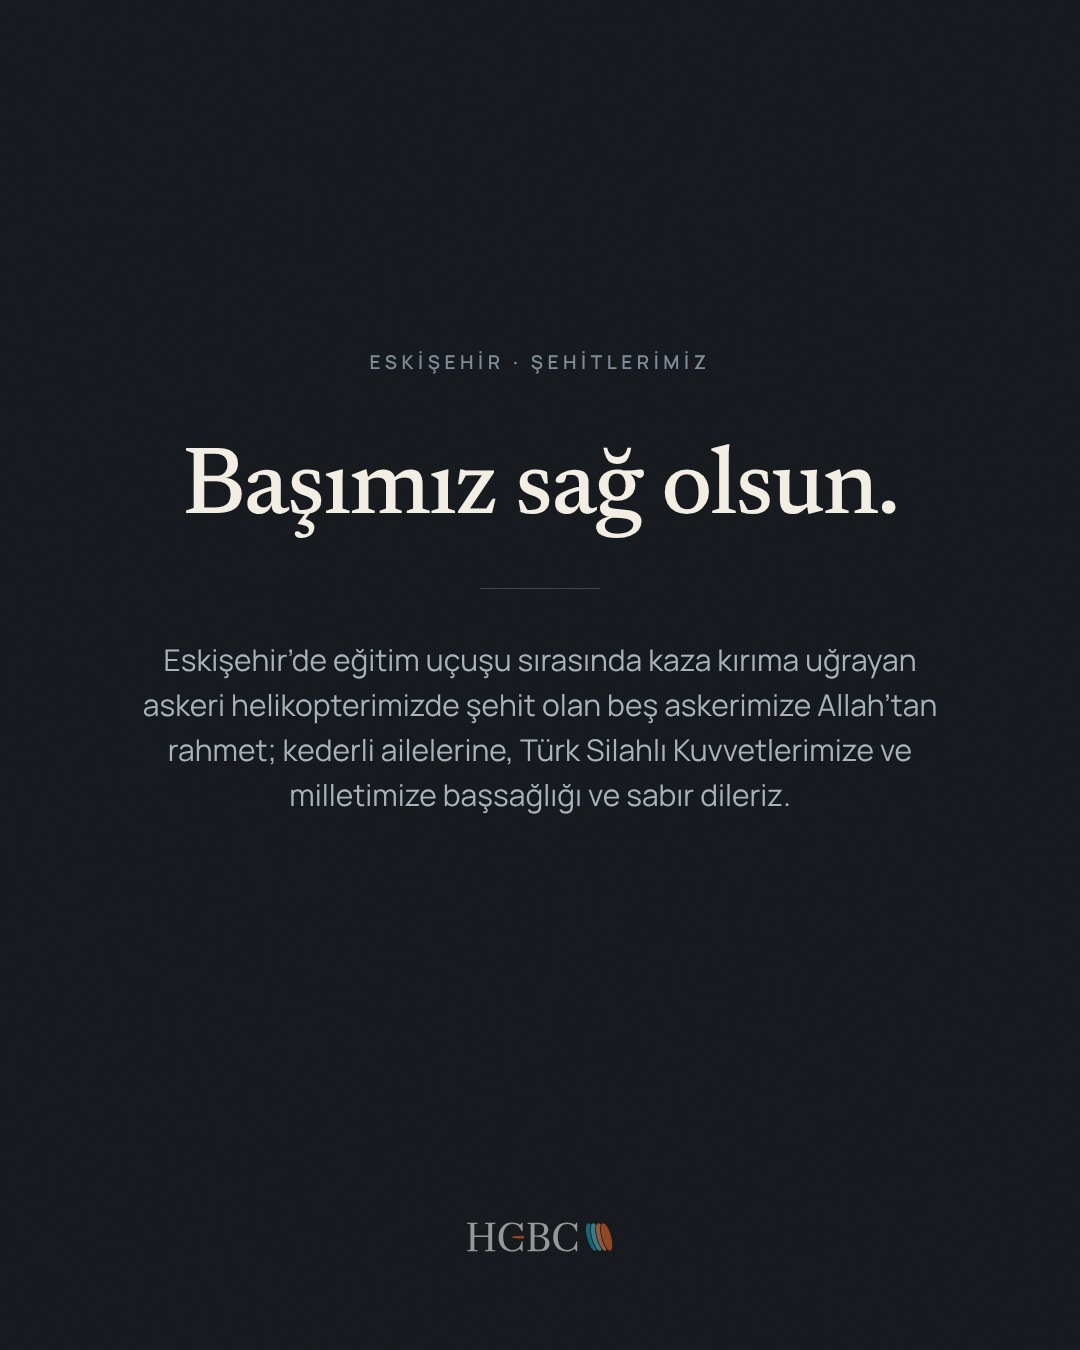 ESKİŞEHİR · ŞEHİTLERİMİZ
Başımız sağ olsun.
Eskişehir’de eğitim uçuşu sırasında kaza kırıma uğrayan
askeri helikopterimizde şehit olan beş askerimize Allah’tan
rahmet; kederli ailelerine, Türk Silahlı Kuvvetlerimize ve
milletimize başsağlığı ve sabır dileriz.
HGBC